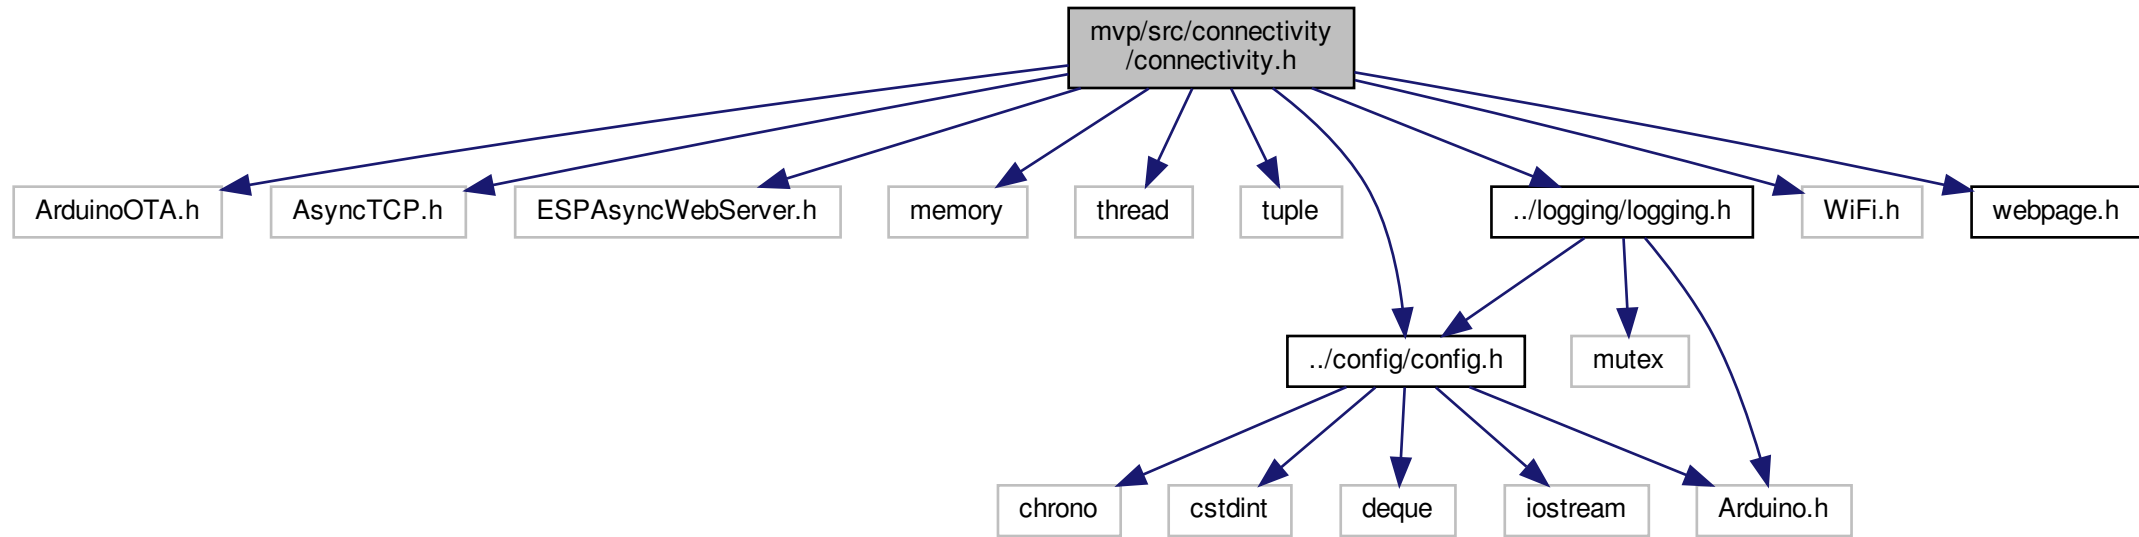 mvp/src/connectivity
/connectivity.h
ArduinoOTA.h
AsyncTCP.h
ESPAsyncWebServer.h
memory
thread
tuple
../logging/logging.h
WiFi.h
webpage.h
../config/config.h
mutex
chrono
cstdint
deque
iostream
Arduino.h